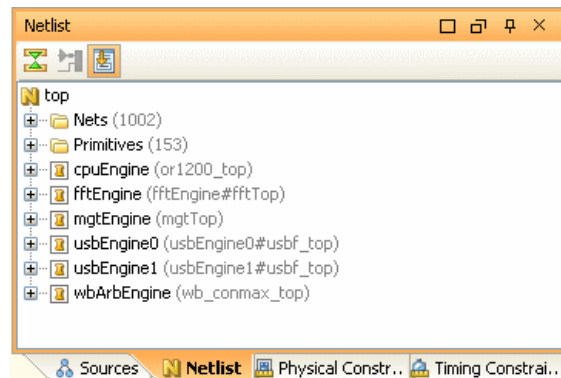 Netlist
top
Nets (1002)
Primitives (153)
cpuEngine (or1200_top)
fftEngine (fftEngine#fftTop)
mgtEngine (mgtTop)
usbEngine0 (usbEngine0#usbf_top)
usbEngine1 (usbEngine1#usbf_top)
wbArbEngine (wb_conmax_top)
Sources Netlist Physical Constr.. Timing Constrai..